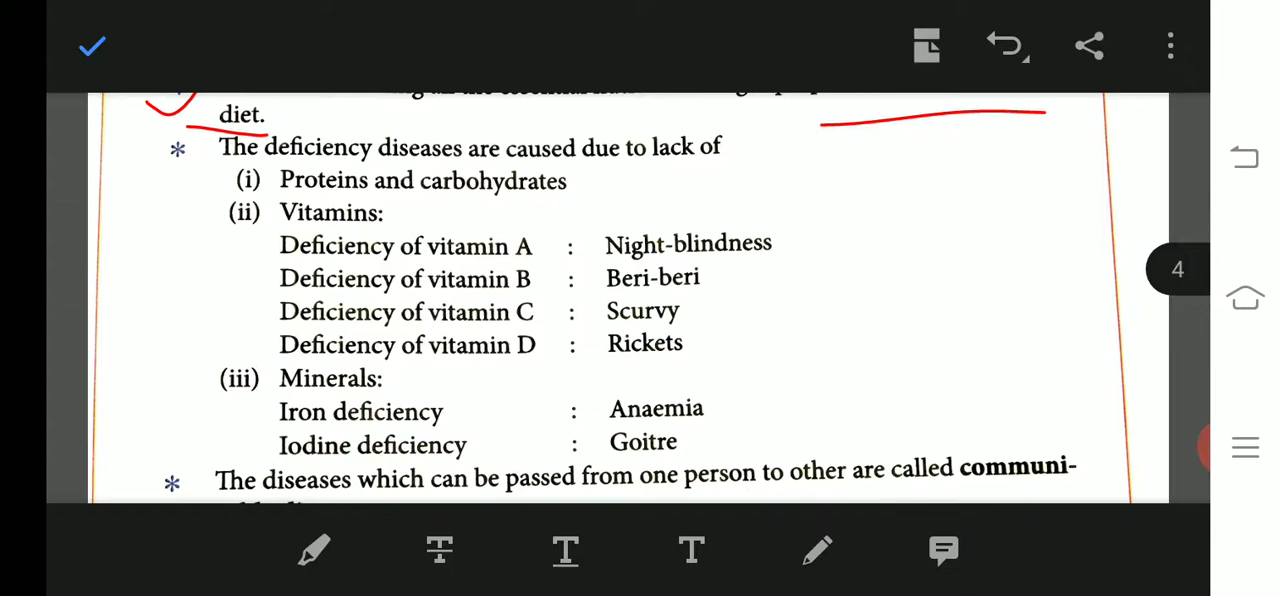 diet.
* The deficiency diseases are caused due to lack of
(i) Proteins and carbohydrates
(ii) Vitamins:
Deficiency of vitamin A : Night-blindness
Deficiency of vitamin B : Beri-beri
Deficiency of vitamin C : Scurvy
Deficiency of vitamin D : Rickets
(iii) Minerals:
Iron deficiency : Anaemia
Iodine deficiency : Goitre
* The diseases which can be passed from one person to other are called communi-
4
T T T